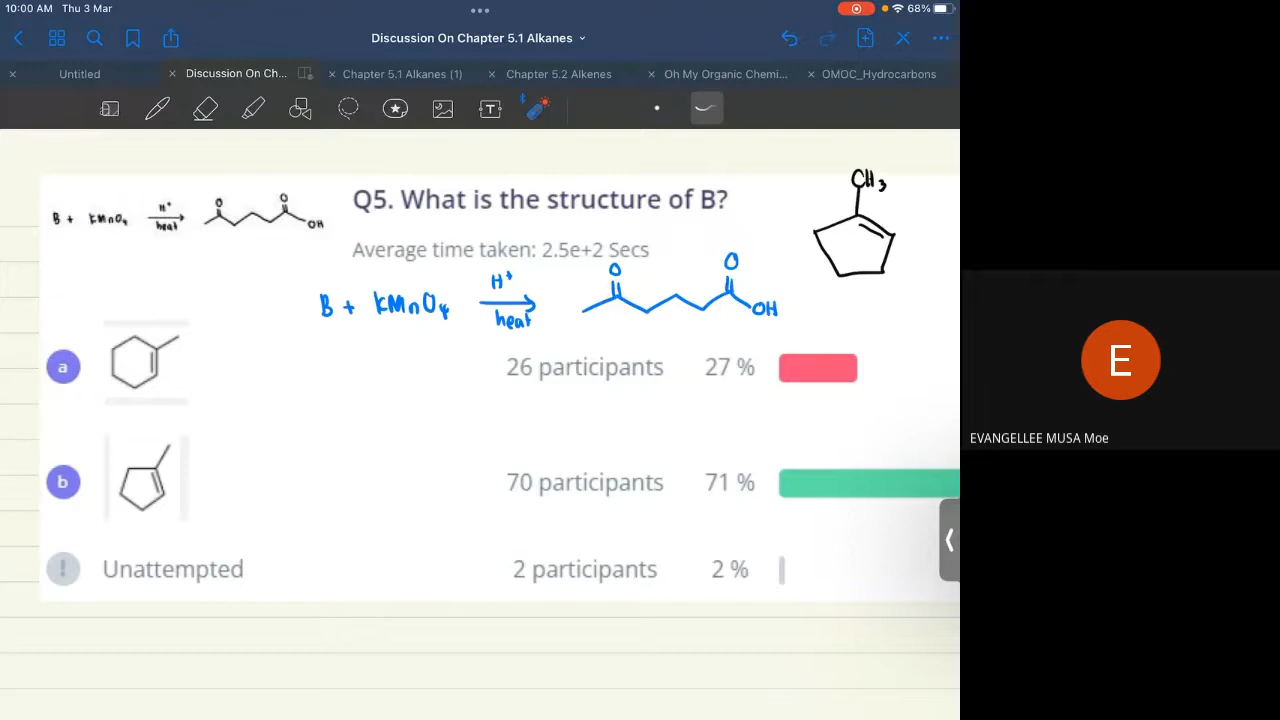 10:00 AM Thu 3 Mar
68%
Discussion On Chapter 5.1 Alkanes
Untitled
Discussion On Ch...
Chapter 5.1 Alkanes (1)
Chapter 5.2 Alkenes
Oh My Organic Chemi...
OMOC_Hydrocarbons
T
B + KMnO4 H+ heat O O OH
Q5. What is the structure of B?
CH3
Average time taken: 2.5e+2 Secs
B + KMnO4 H+ heat O O OH
a 26 participants 27 %
b 70 participants 71 %
! Unattempted 2 participants 2 %
E
EVANGELLEE MUSA Moe